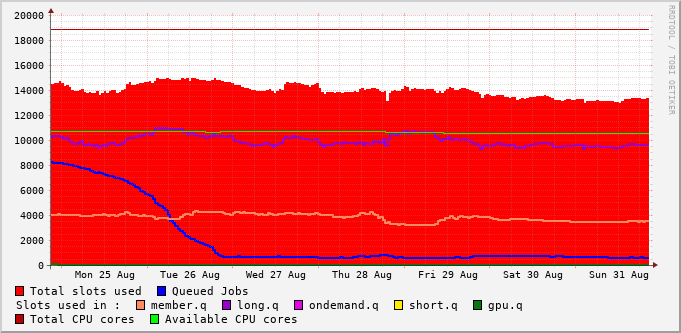 20000
18000
16000
14000
12000
10000
8000
6000
4000
2000
0
Mon 25 Aug Tue 26 Aug Wed 27 Aug Thu 28 Aug Fri 29 Aug Sat 30 Aug Sun 31 Aug
Total slots used Queued Jobs
Slots used in : member.q long.q ondemand.q short.q gpu.q
Total CPU cores Available CPU cores
RRDTOOL / TOBI OETIKER